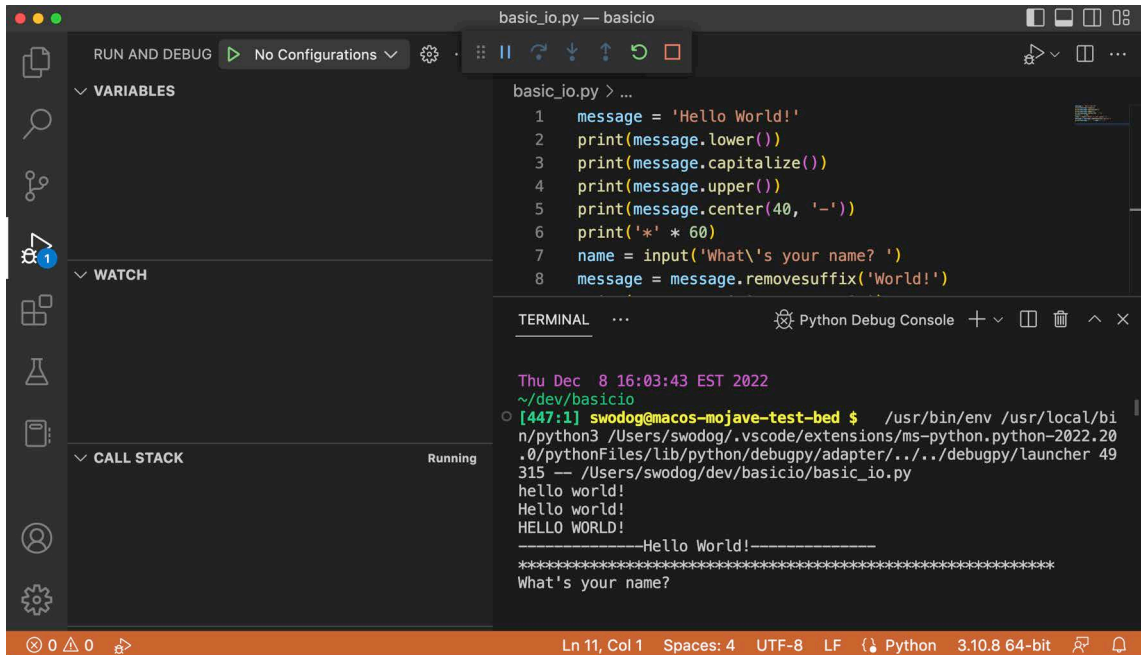 basic_io.py — basicio
RUN AND DEBUG No Configurations
VARIABLES
WATCH
CALL STACK Running
1
basic_io.py > ...
1 message = 'Hello World!'
2 print(message.lower())
3 print(message.capitalize())
4 print(message.upper())
5 print(message.center(40, '-'))
6 print('*' * 60)
7 name = input('What\'s your name? ')
8 message = message.removesuffix('World!')
TERMINAL ··· Python Debug Console
Thu Dec  8 16:03:43 EST 2022
~/dev/basicio
[447:1] swodog@macos-mojave-test-bed $   /usr/bin/env /usr/local/bi
n/python3 /Users/swodog/.vscode/extensions/ms-python.python-2022.20
.0/pythonFiles/lib/python/debugpy/adapter/../../debugpy/launcher 49
315 -- /Users/swodog/dev/basicio/basic_io.py
hello world!
Hello world!
HELLO WORLD!
--------------Hello World!--------------
************************************************************
What's your name?
0 0 Ln 11, Col 1 Spaces: 4 UTF-8 LF Python 3.10.8 64-bit